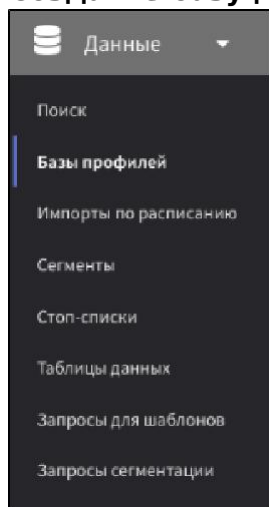 Данные
Поиск
Базы профилей
Импорты по расписанию
Сегменты
Стоп-списки
Таблицы данных
Запросы для шаблонов
Запросы сегментации